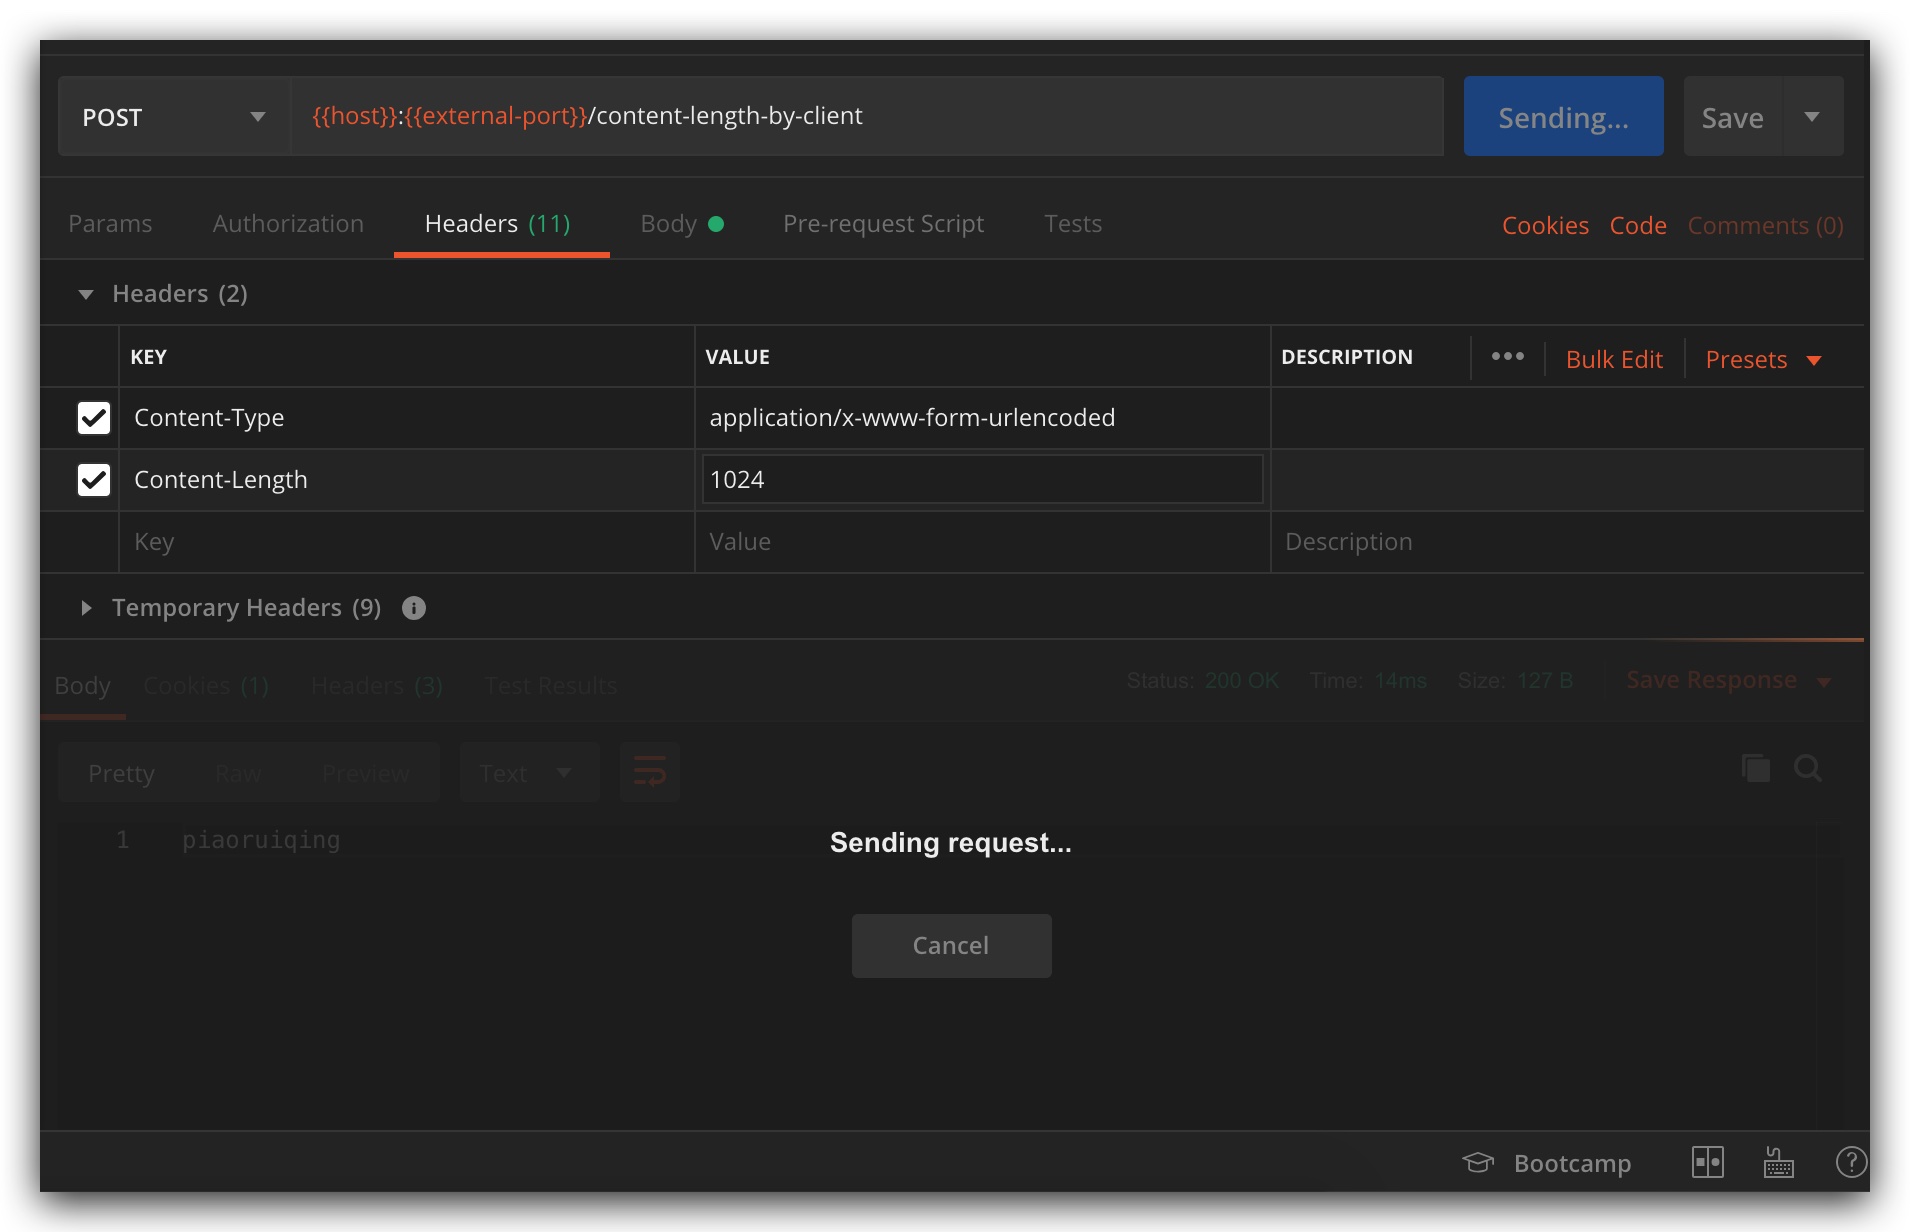 POST {{host}}:{{external-port}}/content-length-by-client Sending... Save
Params Authorization Headers (11) Body Pre-request Script Tests Cookies Code Comments (0)
Headers (2)
KEY VALUE DESCRIPTION ••• Bulk Edit Presets
Content-Type application/x-www-form-urlencoded
Content-Length 1024
Key Value Description
Temporary Headers (9)
Body Cookies (1) Headers (3) Test Results Status: 200 OK Time: 14ms Size: 127 B Save Response
Pretty Raw Preview Text
1 piaoruiqing
Sending request...
Cancel
Bootcamp